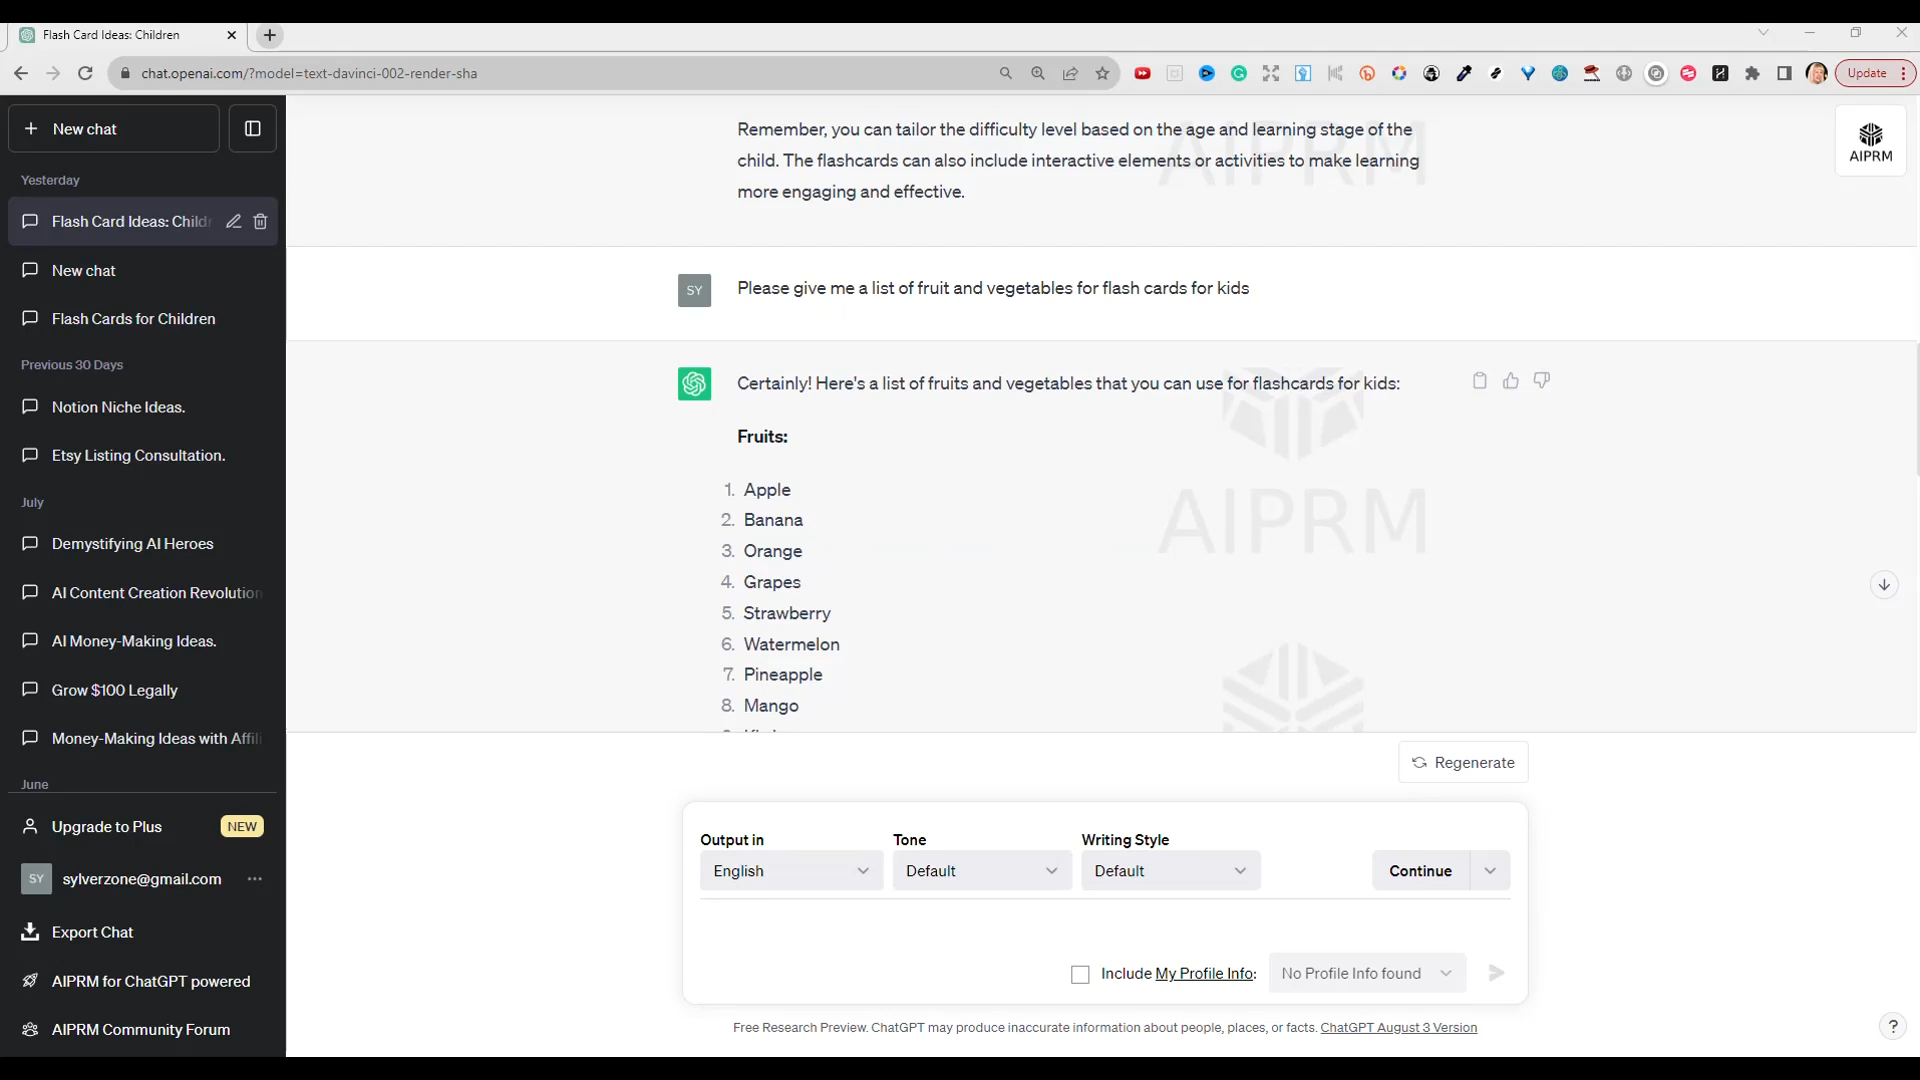 Flash Card Ideas: Children
chat.openai.com/?model=text-davinci-002-render-sha
Update
New chat
Yesterday
Flash Card Ideas: Childr
New chat
Flash Cards for Children
Previous 30 Days
Notion Niche Ideas.
Etsy Listing Consultation.
July
Demystifying AI Heroes
AI Content Creation Revolution
AI Money-Making Ideas.
Grow $100 Legally
Money-Making Ideas with Affili
June
Upgrade to Plus NEW
SY sylverzone@gmail.com
Export Chat
AIPRM for ChatGPT powered
AIPRM Community Forum
Remember, you can tailor the difficulty level based on the age and learning stage of the
child. The flashcards can also include interactive elements or activities to make learning
more engaging and effective.
AIPRM
AIPRM
SY Please give me a list of fruit and vegetables for flash cards for kids
Certainly! Here's a list of fruits and vegetables that you can use for flashcards for kids:
Fruits:
1. Apple
2. Banana
3. Orange
4. Grapes
5. Strawberry
6. Watermelon
7. Pineapple
8. Mango
AIPRM
Regenerate
Output in Tone Writing Style
English Default Default Continue
Include My Profile Info: No Profile Info found
Free Research Preview. ChatGPT may produce inaccurate information about people, places, or facts. ChatGPT August 3 Version
?